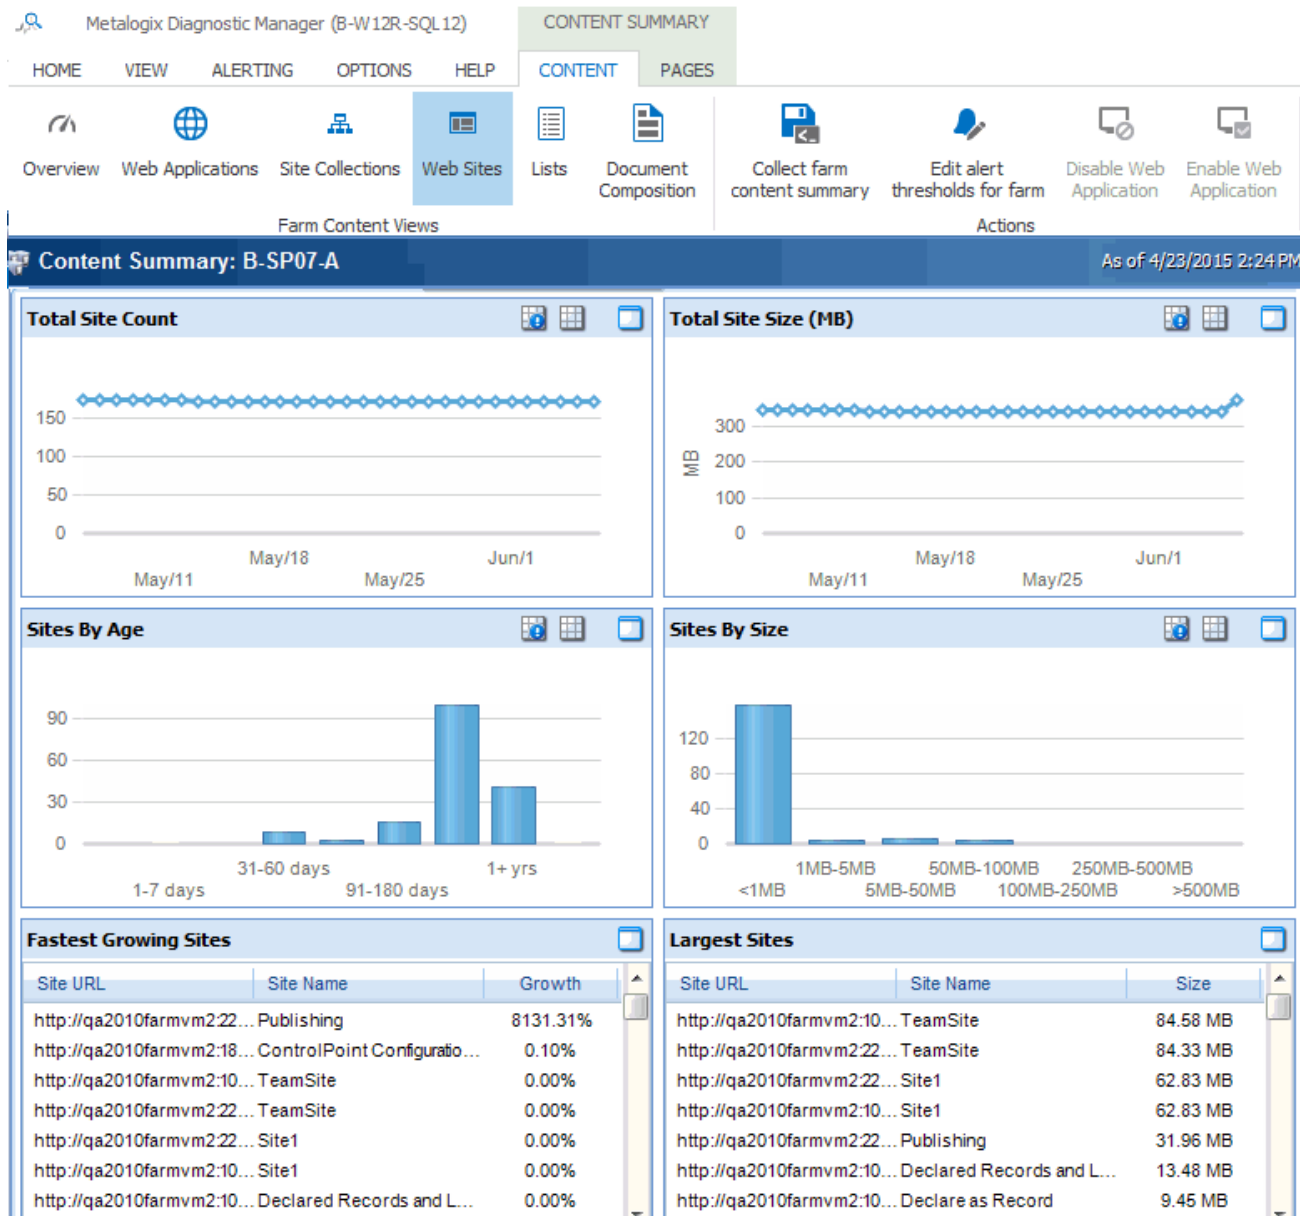 Metalogix Diagnostic Manager (B-W12R-SQL12)
CONTENT SUMMARY
HOME VIEW ALERTING OPTIONS HELP CONTENT PAGES
Overview Web Applications Site Collections Web Sites Lists Document Composition Collect farm content summary Edit alert thresholds for farm Disable Web Application Enable Web Application
Farm Content Views Actions
Content Summary: B-SP07-A As of 4/23/2015 2:24 PM
Total Site Count
150
100
50
0
May/18 Jun/1
May/11 May/25
Total Site Size (MB)
MB
300
200
100
0
May/18 Jun/1
May/11 May/25
Sites By Age
90
60
30
0
31-60 days 1+ yrs
1-7 days 91-180 days
Sites By Size
120
80
40
0
1MB-5MB 50MB-100MB 250MB-500MB
<1MB 5MB-50MB 100MB-250MB >500MB
Fastest Growing Sites
Site URL Site Name Growth
http://qa2010farmvm2:22... Publishing 8131.31%
http://qa2010farmvm2:18... ControlPoint Configuratio... 0.10%
http://qa2010farmvm2:10... TeamSite 0.00%
http://qa2010farmvm2:22... TeamSite 0.00%
http://qa2010farmvm2:22... Site1 0.00%
http://qa2010farmvm2:10... Site1 0.00%
http://qa2010farmvm2:10... Declared Records and L... 0.00%
Largest Sites
Site URL Site Name Size
http://qa2010farmvm2:10... TeamSite 84.58 MB
http://qa2010farmvm2:22... TeamSite 84.33 MB
http://qa2010farmvm2:22... Site1 62.83 MB
http://qa2010farmvm2:10... Site1 62.83 MB
http://qa2010farmvm2:22... Publishing 31.96 MB
http://qa2010farmvm2:10... Declared Records and L... 13.48 MB
http://qa2010farmvm2:10... Declare as Record 9.45 MB